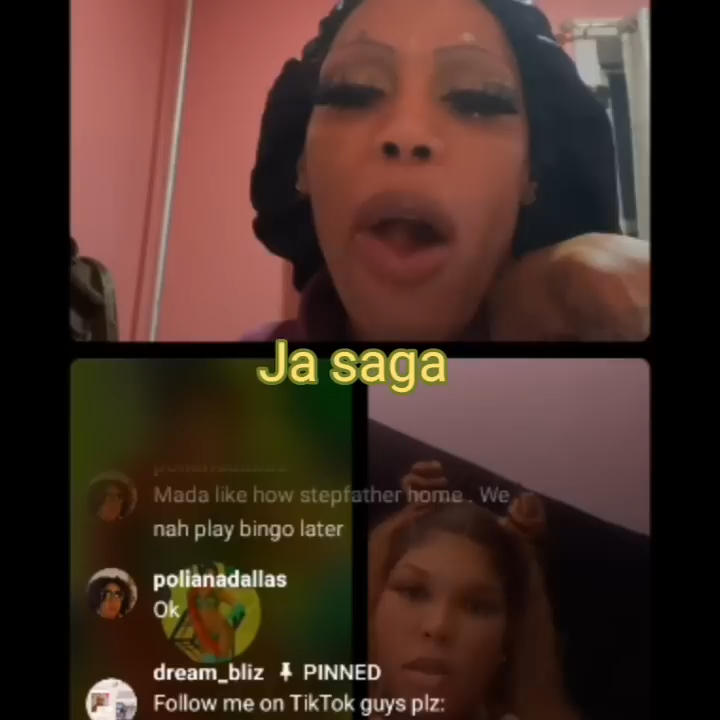 Ja saga
Mada like how stepfather home . We
nah play bingo later
polianadallas
Ok
dream_bliz PINNED
Follow me on TikTok guys plz: